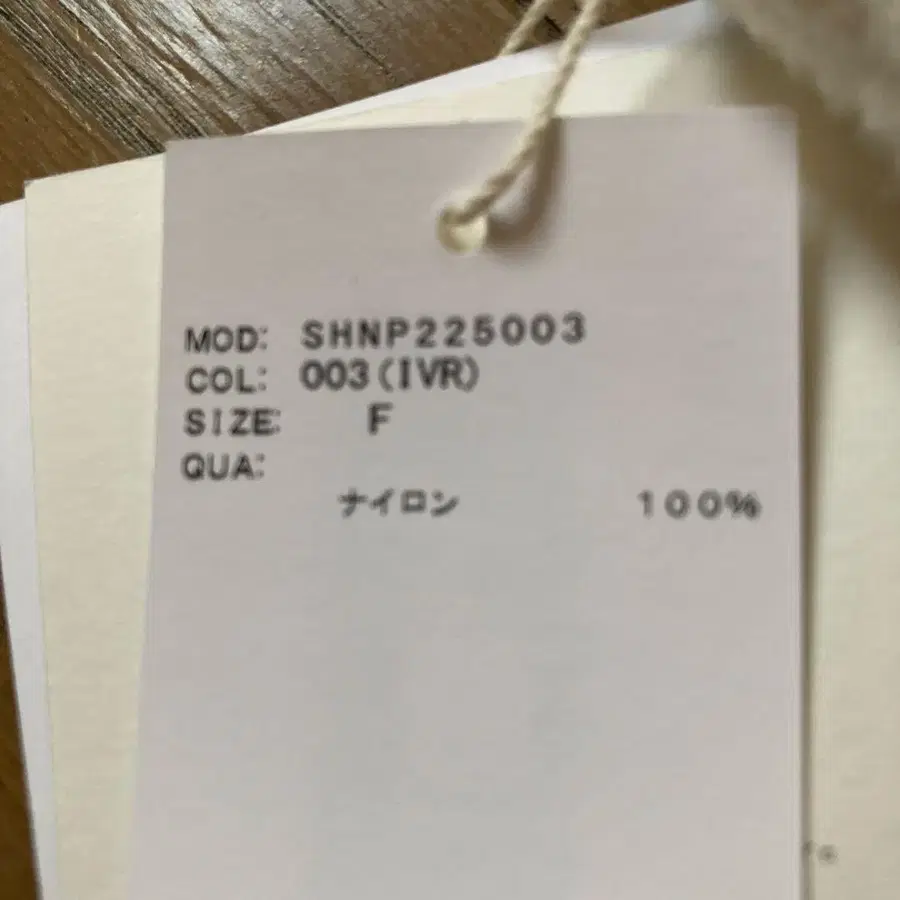 MOD: SHNP225003
COL: 003(IVR)
SIZE: F
QUA:
ナイロン 100%